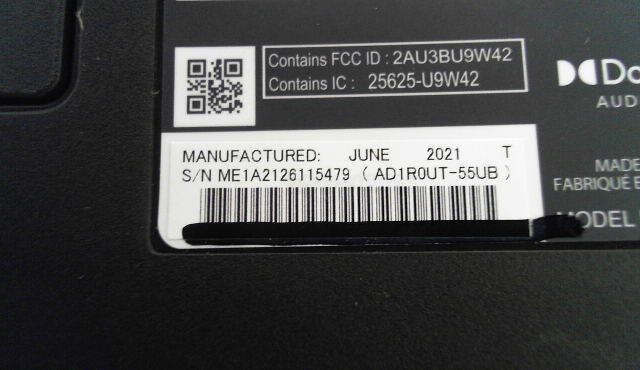 Contains FCC ID : 2AU3BU9W42
Contains IC : 25625-U9W42
AUD
MANUFACTURED: JUNE 2021 T
S/N ME1A2126115479 ( AD1R0UT-55UB )
MADE
FABRIQUÉ E
MODEL